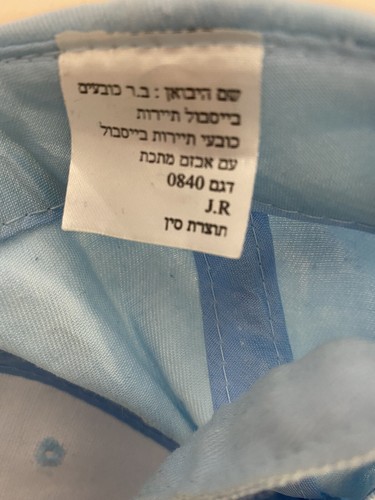 שם היבואן : ב.ר כובעים
בייסבול תיירות
כובעי תיירות בייסבול
עם אבזם מתכת
דגם 0840
J.R
תוצרת סין